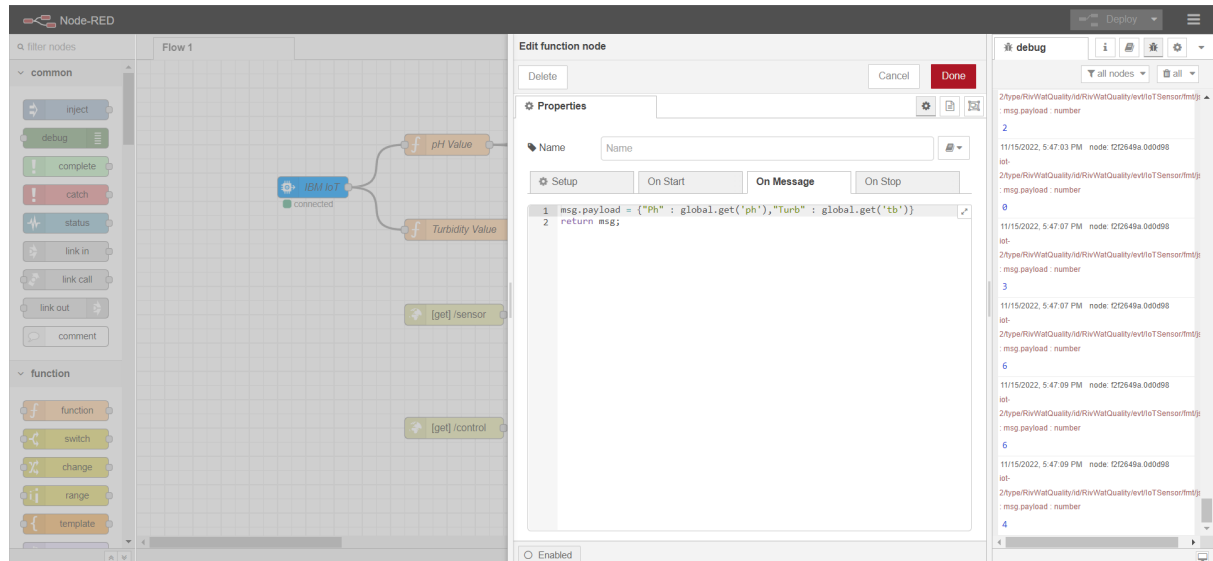 Node-RED
Deploy
filter nodes
common
inject
debug
complete
catch
status
link in
link call
link out
comment
function
function
switch
change
range
template
Flow 1
IBM IoT
connected
pH Value
Turbidity Value
[get] /sensor
[get] /control
Edit function node
Delete
Cancel
Done
Properties
Name
Name
Setup
On Start
On Message
On Stop
1 msg.payload = {"Ph" : global.get('ph'),"Turb" : global.get('tb')}
2 return msg;
Enabled
debug
i
all nodes
all
2/type/RivWatQuality/id/RivWatQuality/evt/IoTSensor/fmt/js
: msg.payload : number
2
11/15/2022, 5:47:03 PM node: f2f2649a.0d0d98
iot-
2/type/RivWatQuality/id/RivWatQuality/evt/IoTSensor/fmt/js
: msg.payload : number
0
11/15/2022, 5:47:07 PM node: f2f2649a.0d0d98
iot-
2/type/RivWatQuality/id/RivWatQuality/evt/IoTSensor/fmt/js
: msg.payload : number
3
11/15/2022, 5:47:07 PM node: f2f2649a.0d0d98
iot-
2/type/RivWatQuality/id/RivWatQuality/evt/IoTSensor/fmt/js
: msg.payload : number
6
11/15/2022, 5:47:09 PM node: f2f2649a.0d0d98
iot-
2/type/RivWatQuality/id/RivWatQuality/evt/IoTSensor/fmt/js
: msg.payload : number
6
11/15/2022, 5:47:09 PM node: f2f2649a.0d0d98
iot-
2/type/RivWatQuality/id/RivWatQuality/evt/IoTSensor/fmt/js
: msg.payload : number
4